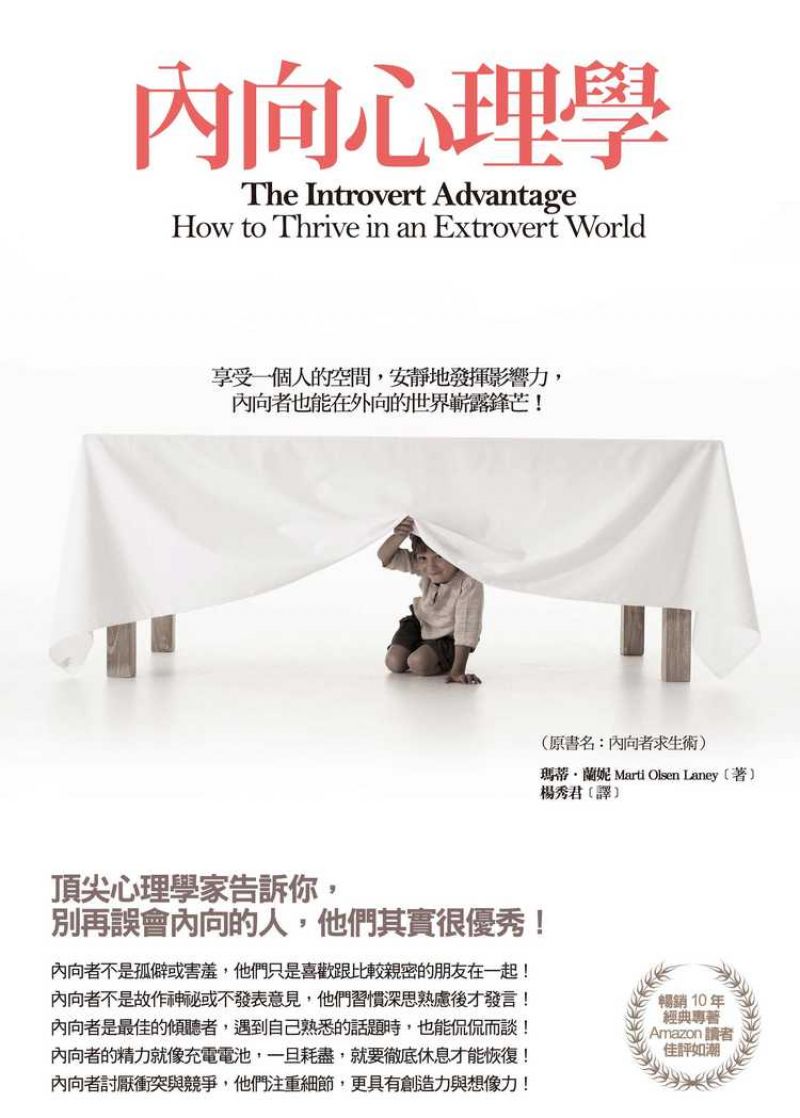 內向心理學
The Introvert Advantage
How to Thrive in an Extrovert World
享受一個人的空間，安靜地發揮影響力，
內向者也能在外向的世界嶄露鋒芒！
（原書名：內向者求生術）
瑪蒂·蘭妮 Marti Olsen Laney〔著〕
楊秀君〔譯〕
頂尖心理學家告訴你，
別再誤會內向的人，他們其實很優秀！
內向者不是孤僻或害羞，他們只是喜歡跟比較親密的朋友在一起！
內向者不是故作神祕或不發表意見，他們習慣深思熟慮後才發言！
內向者是最佳的傾聽者，遇到自己熟悉的話題時，也能侃侃而談！
內向者的精力就像充電電池，一旦耗盡，就要徹底休息才能恢復！
內向者討厭衝突與競爭，他們注重細節，更具有創造力與想像力！
暢銷 10 年
經典專著
Amazon 讀者
佳評如潮